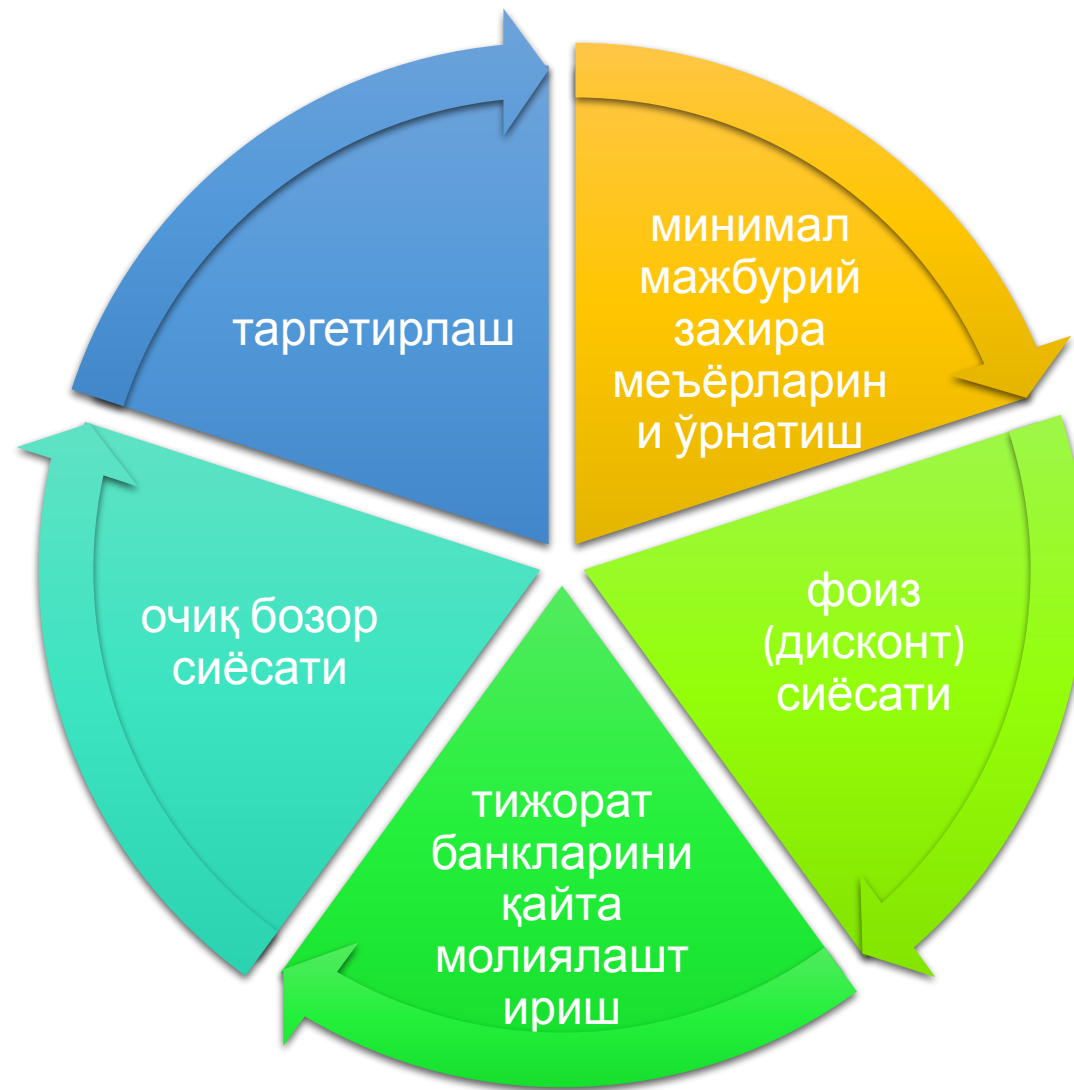 таргетирлаш
минимал
мажбурий
захира
меъёрларин
и ўрнатиш
фоиз
(дисконт)
сиёсати
тижорат
банкларини
қайта
молиялашт
ириш
очиқ бозор
сиёсати